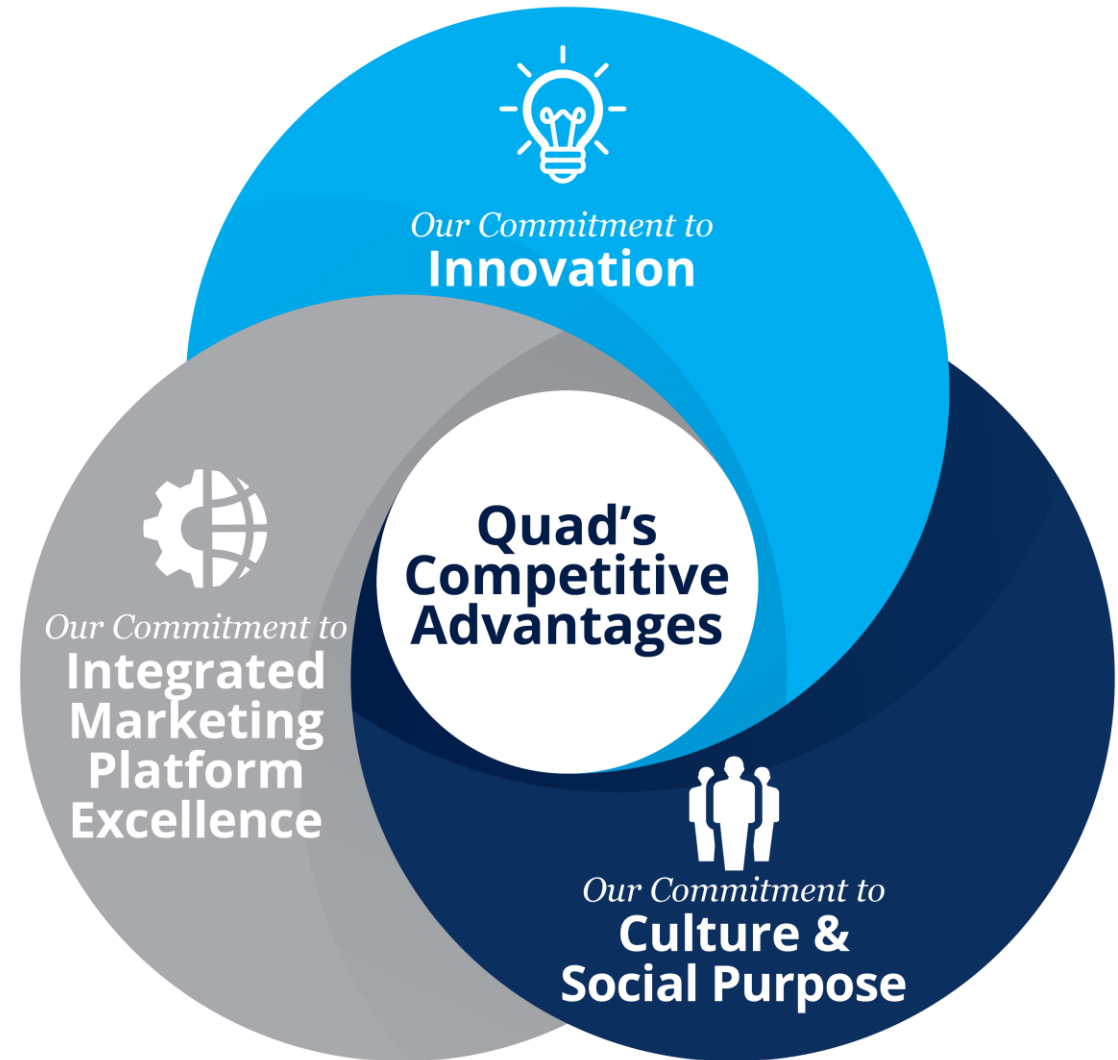 Our Commitment to
Innovation
Quad’s
Competitive
Advantages
Our Commitment to
Integrated
Marketing
Platform
Excellence
Our Commitment to
Culture &
Social Purpose